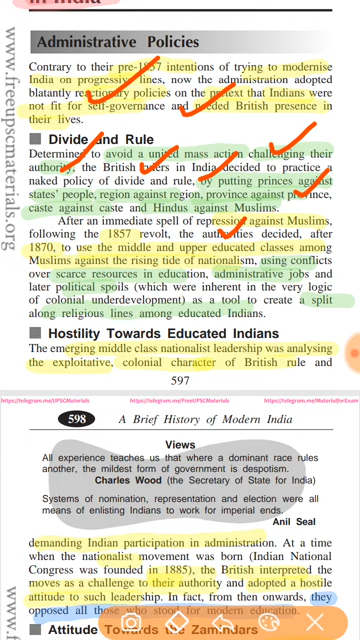 in India
Administrative Policies
Contrary to their pre-1857 intentions of trying to modernise
India on progressive lines, now the administration adopted
blatantly reactionary policies on the pretext that Indians were
not fit for self-governance and needed British presence in
their lives.
Divide and Rule
Determined to avoid a united mass action challenging their
authority, the British rulers in India decided to practice a
naked policy of divide and rule, by putting princes against
states' people, region against region, province against province,
caste against caste and Hindus against Muslims.
After an immediate spell of repression against Muslims,
following the 1857 revolt, the authorities decided, after
1870, to use the middle and upper educated classes among
Muslims against the rising tide of nationalism, using conflicts
over scarce resources in education, administrative jobs and
later political spoils (which were inherent in the very logic
of colonial underdevelopment) as a tool to create a split
along religious lines among educated Indians.
Hostility Towards Educated Indians
The emerging middle class nationalist leadership was analysing
the exploitative, colonial character of British rule and
597
www.freeupscmaterials.org
https://telegram.me/UPSCMaterials https://telegram.me/FreeUPSCMaterials https://telegram.me/MaterialforExam
598 A Brief History of Modern India
Views
All experience teaches us that where a dominant race rules
another, the mildest form of government is despotism.
Charles Wood (the Secretary of State for India)
Systems of nomination, representation and election were all
means of enlisting Indians to work for imperial ends.
Anil Seal
demanding Indian participation in administration. At a time
when the nationalist movement was born (Indian National
Congress was founded in 1885), the British interpreted the
moves as a challenge to their authority and adopted a hostile
attitude to such leadership. In fact, from then onwards, they
opposed all those who stood for modern education.
Attitude Towards the Zamindars